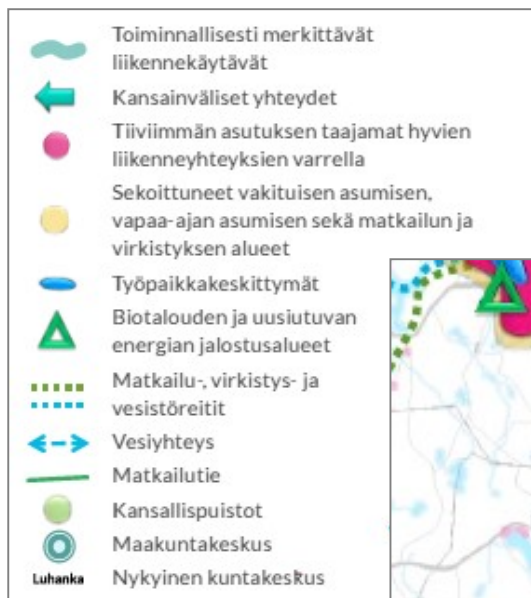 Toiminnallisesti merkittävät
liikennekäytävät
Kansainväliset yhteydet
Tiiviimmän asutuksen taajamat hyvien
liikenneyhteyksien varrella
Sekoittuneet vakituisen asumisen,
vapaa-ajan asumisen sekä matkailun ja
virkistyksen alueet
Työpaikkakeskittymät
Biotalouden ja uusiutuvan
energian jalostusalueet
Matkailu-, virkistys- ja
vesistöreitit
Vesiyhteys
Matkailutie
Kansallispuistot
Maakuntakeskus
Luhanka Nykyinen kuntakeskus